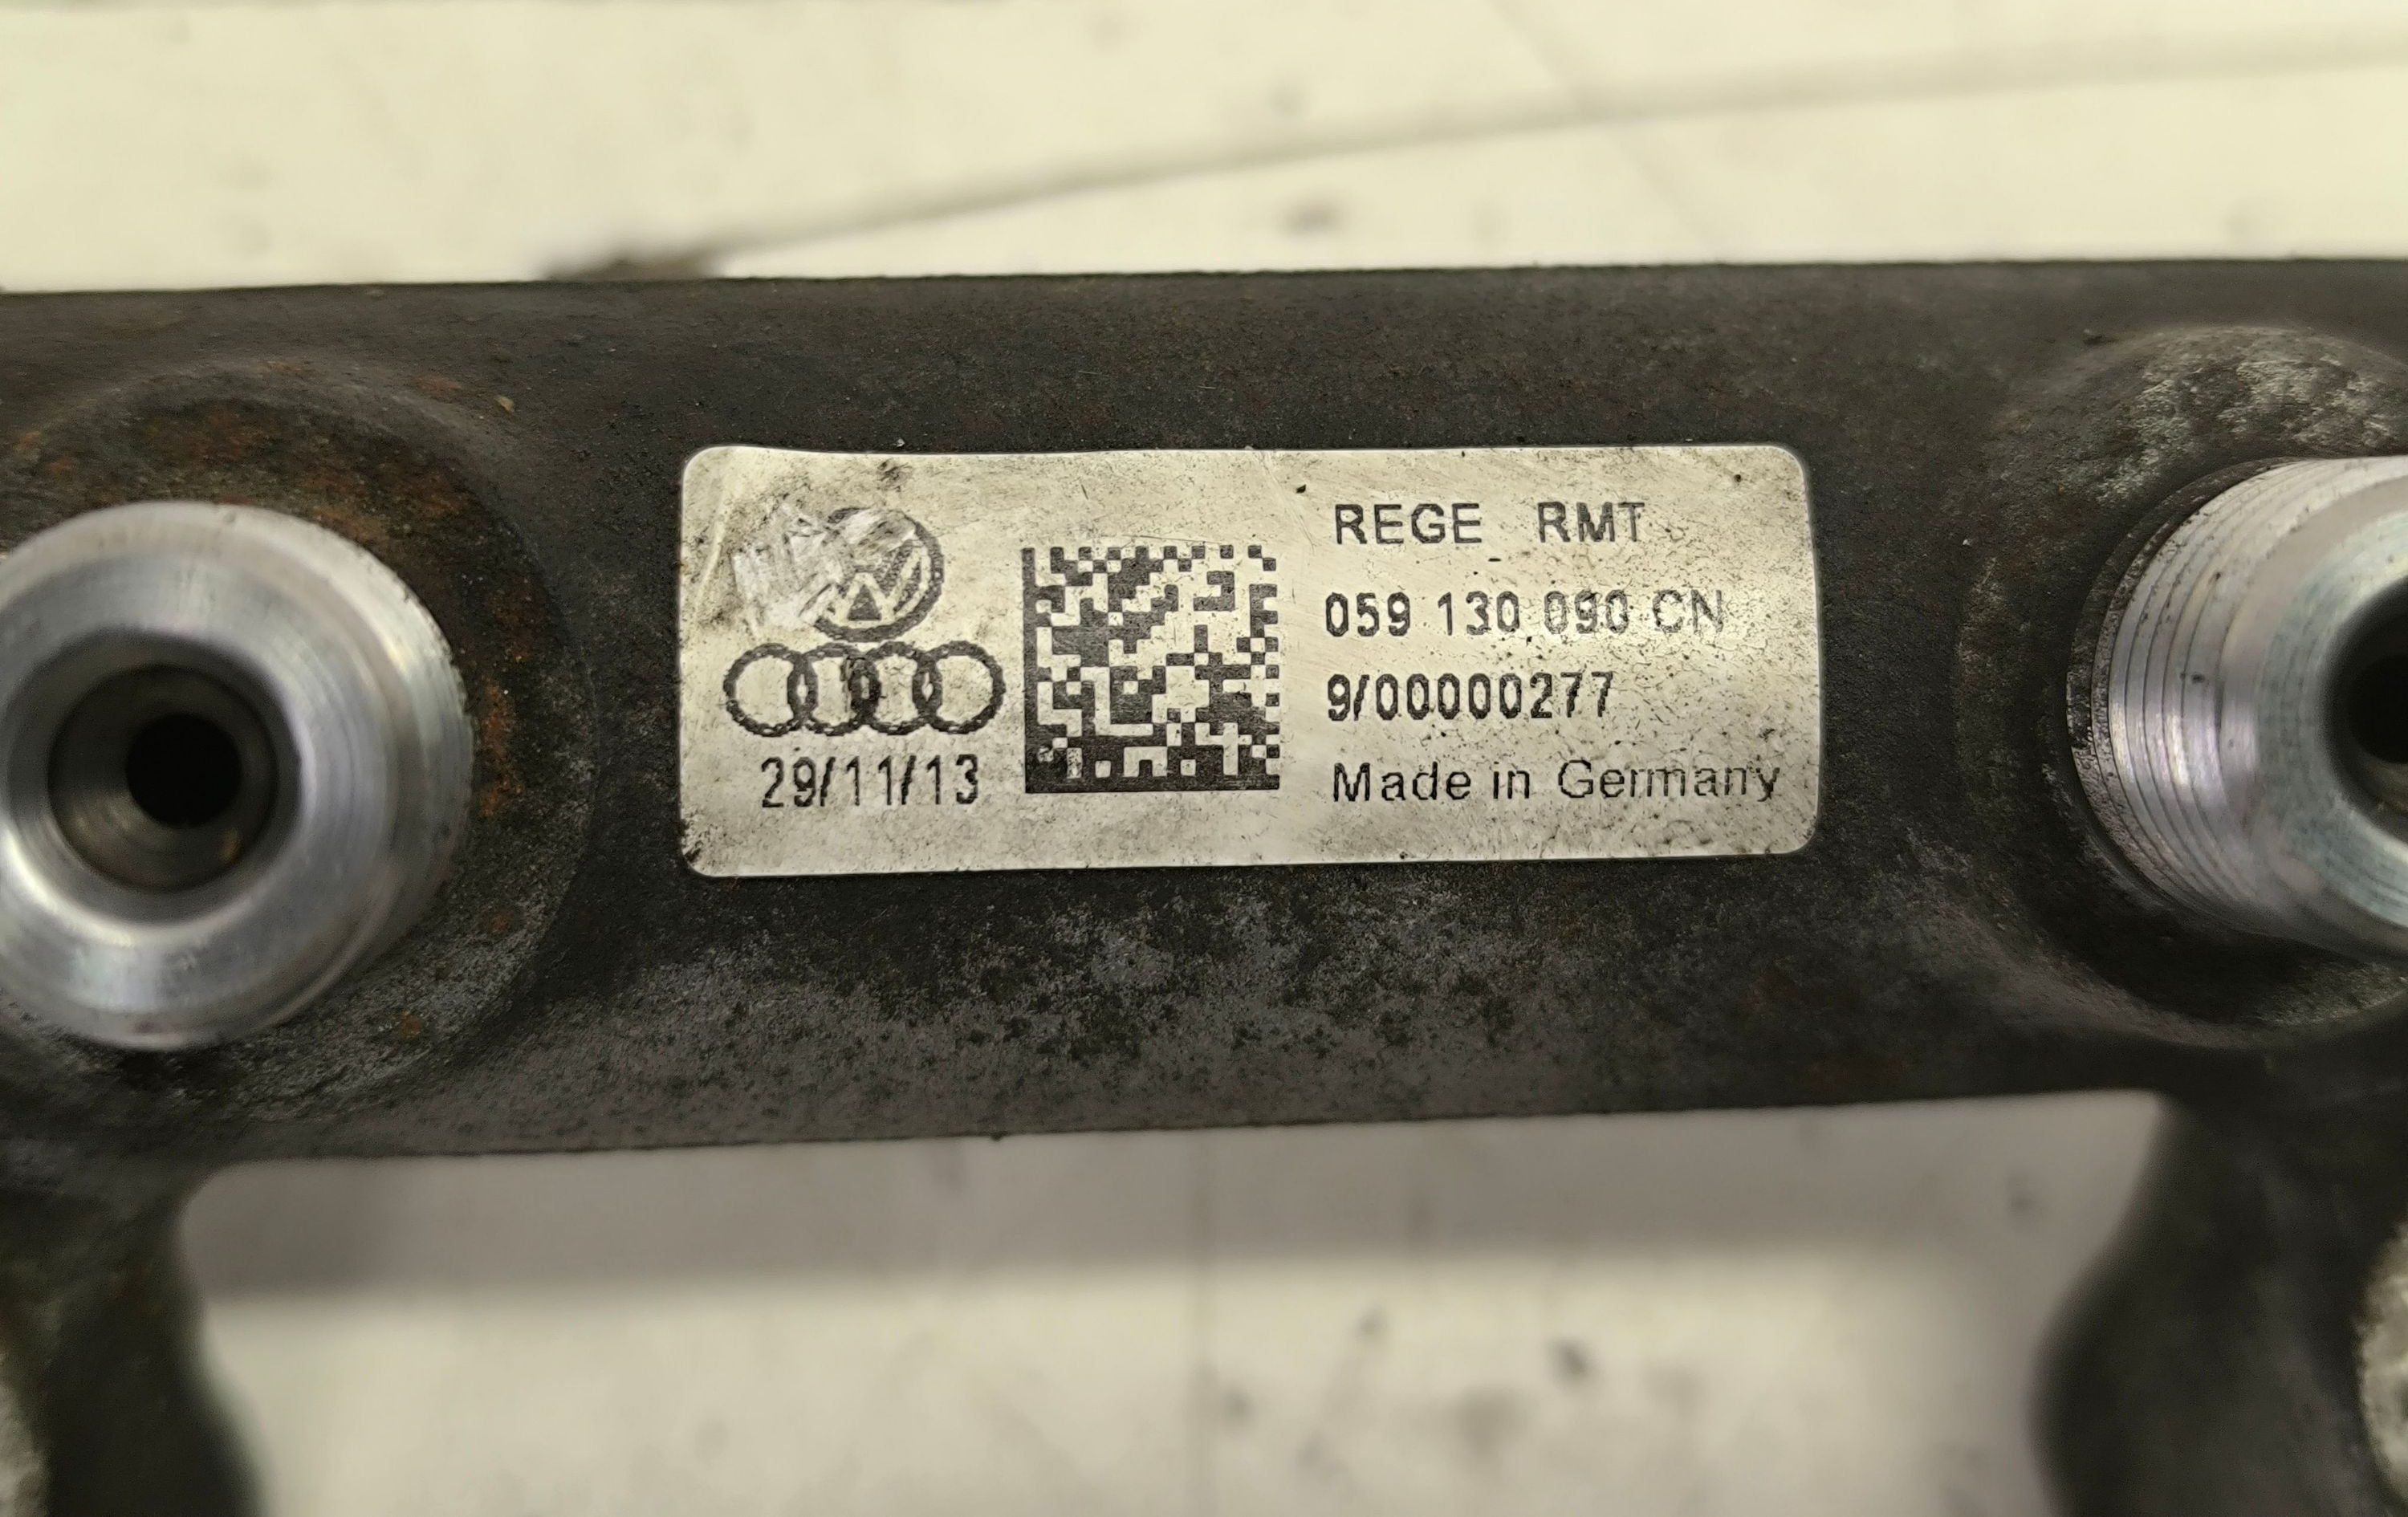 REGE RMT
059 130 090 CN
9/00000277
Made in Germany
29/11/13